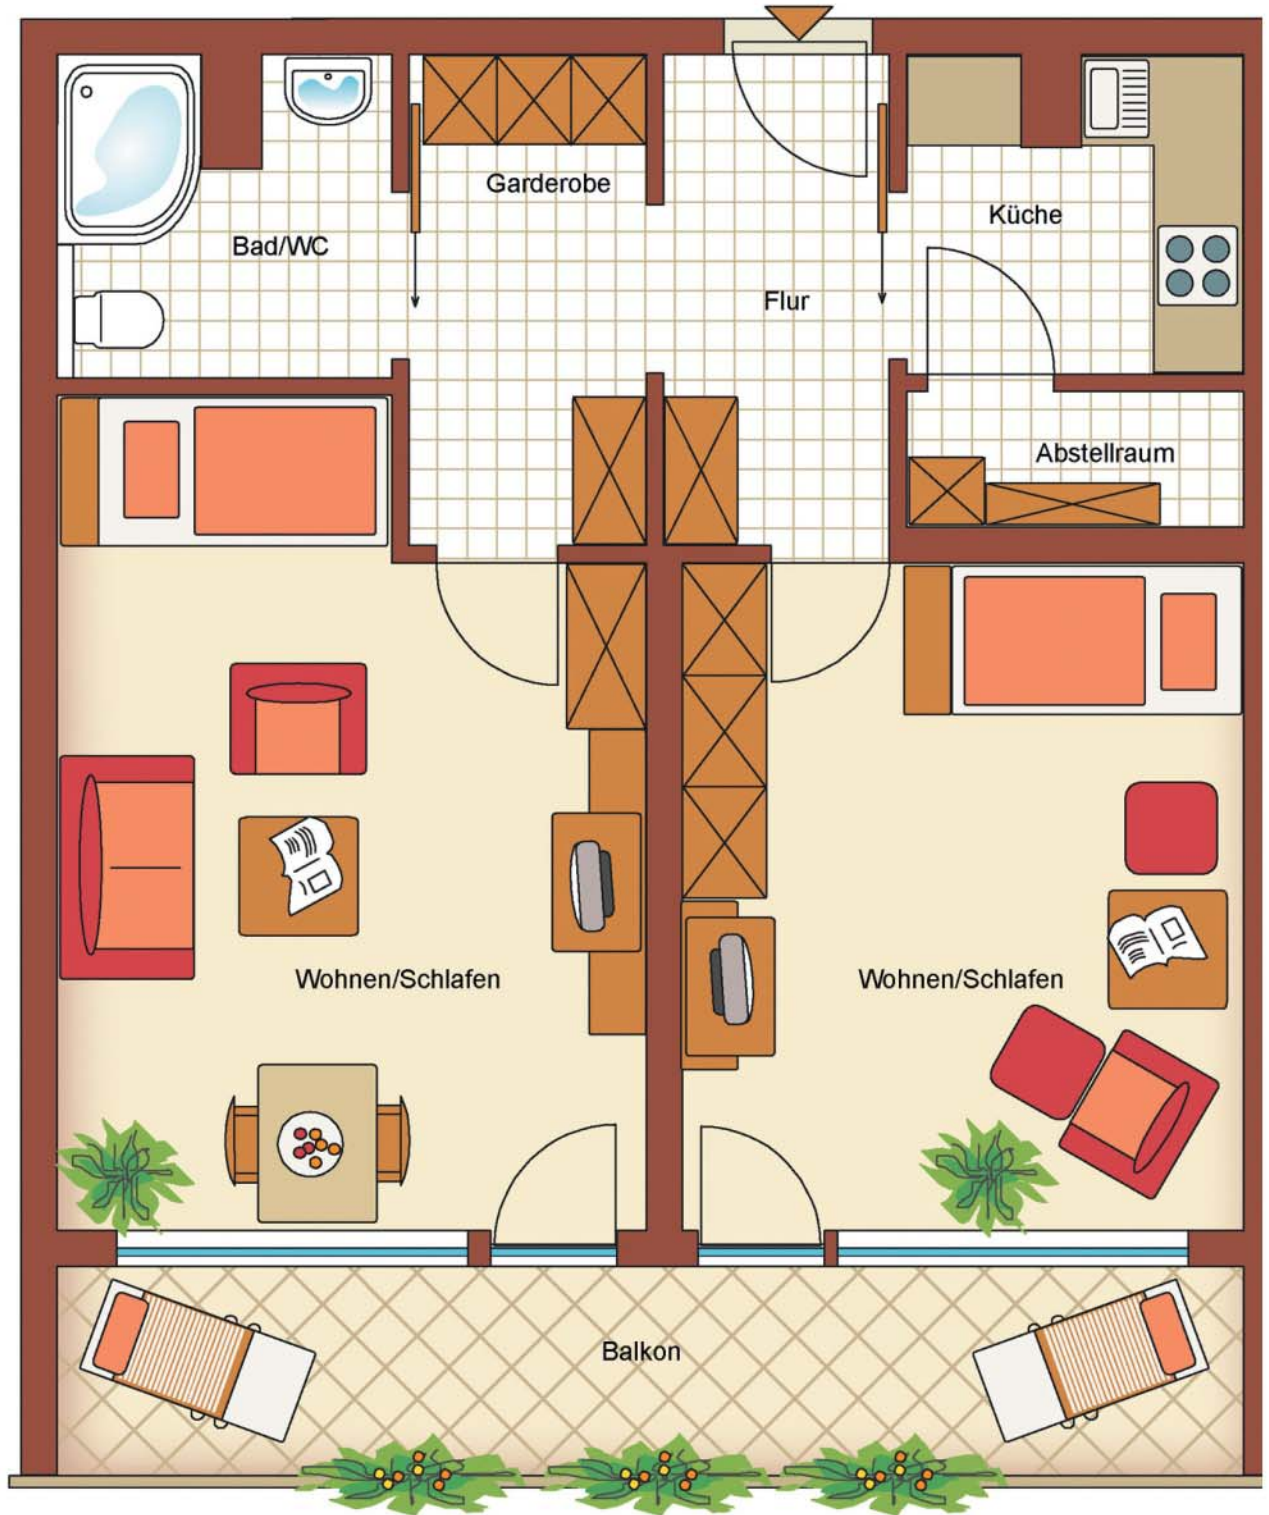 Garderobe
Küche
Bad/WC
Flur
Abstellraum
Wohnen/Schlafen
Wohnen/Schlafen
Balkon